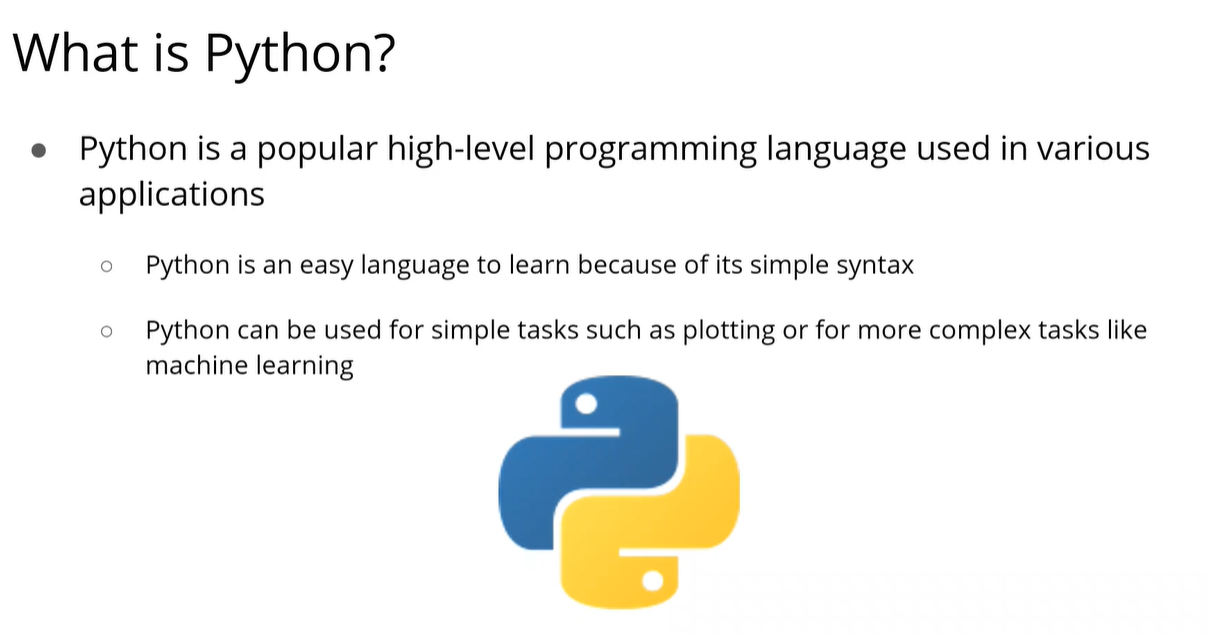 What is Python?
● Python is a popular high-level programming language used in various
applications
○ Python is an easy language to learn because of its simple syntax
○ Python can be used for simple tasks such as plotting or for more complex tasks like
machine learning